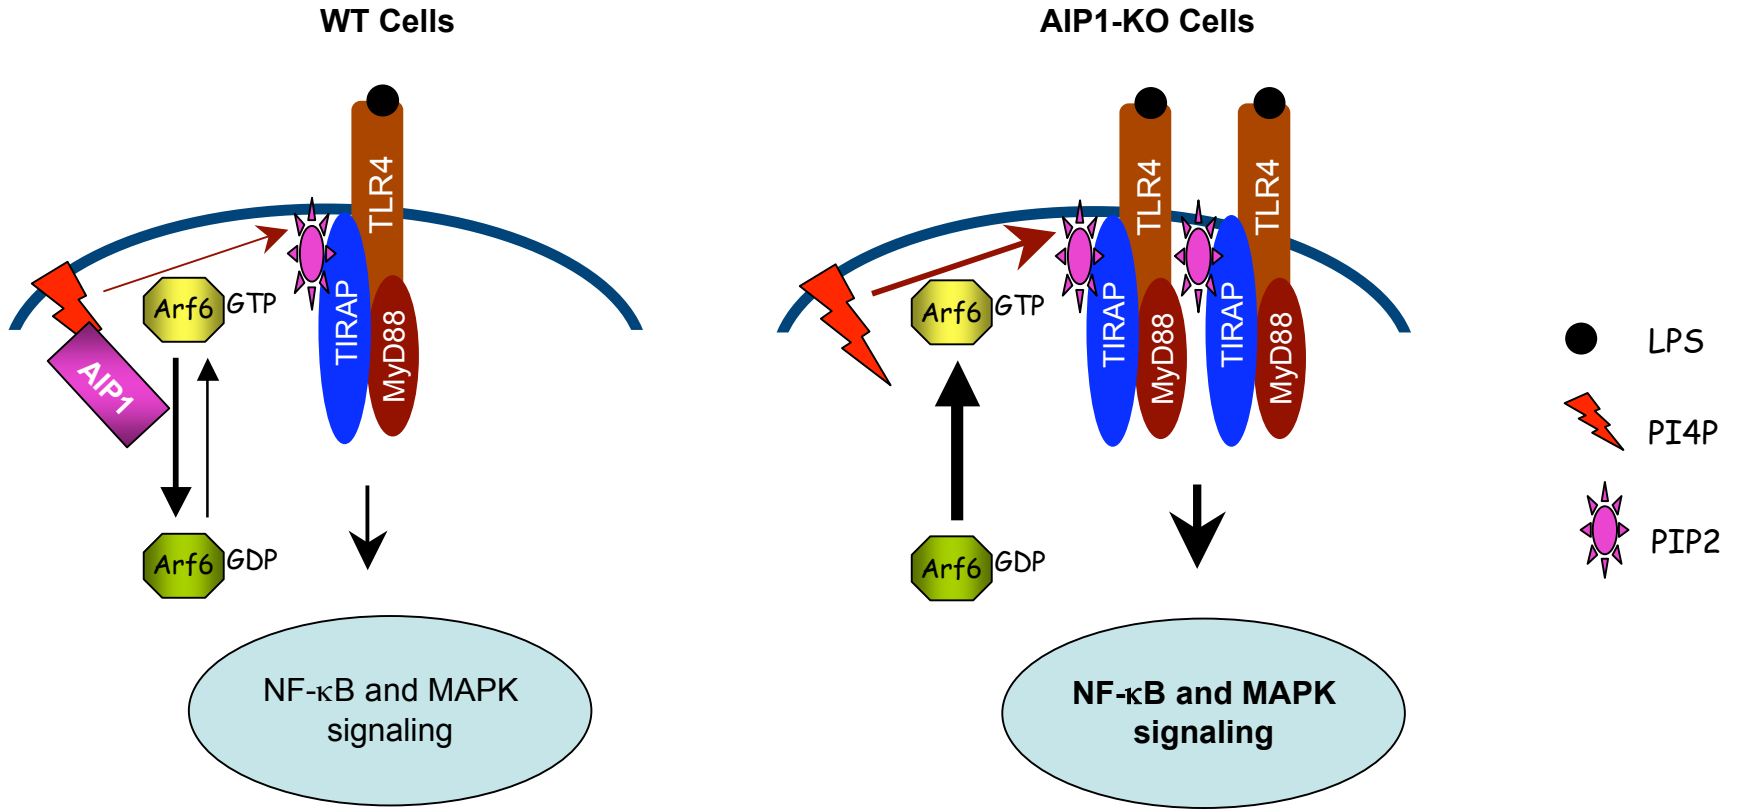 WT Cells
TLR4
Arf6 GTP
TIRAP
MyD88
AIP1
Arf6 GDP
NF-κB and MAPK
signaling
AIP1-KO Cells
TLR4
TLR4
Arf6 GTP
TIRAP
MyD88
TIRAP
MyD88
Arf6 GDP
NF-κB and MAPK
signaling
LPS
PI4P
PIP2